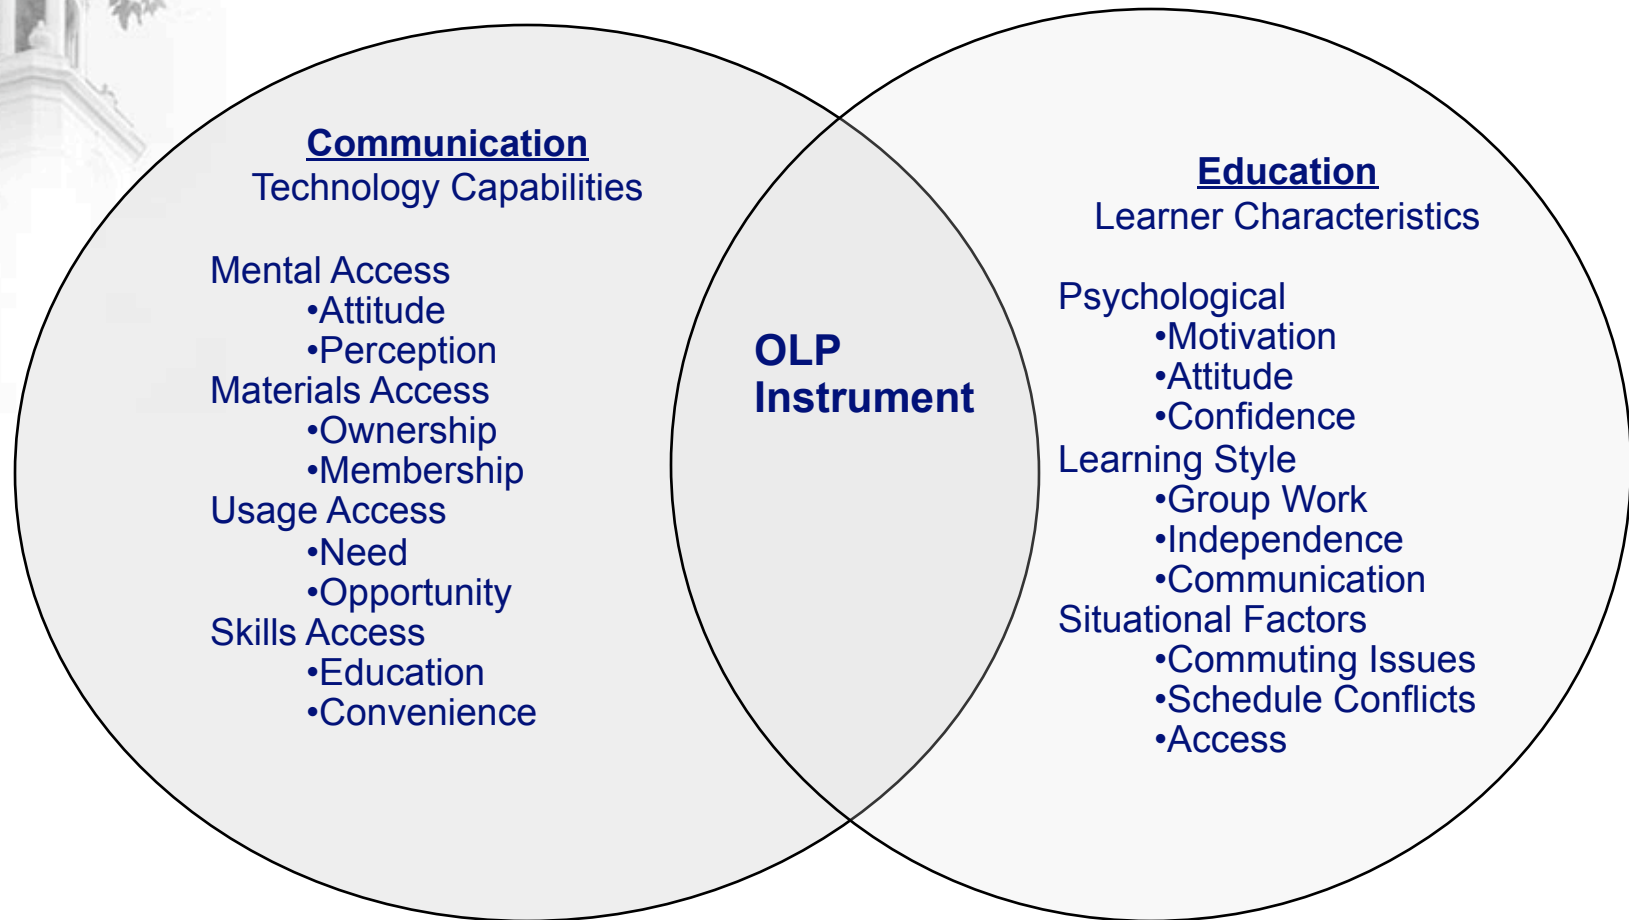 Communication
Technology Capabilities
Mental Access
•Attitude
•Perception
Materials Access
•Ownership
•Membership
Usage Access
•Need
•Opportunity
Skills Access
•Education
•Convenience
OLP
Instrument
Education
Learner Characteristics
Psychological
•Motivation
•Attitude
•Confidence
Learning Style
•Group Work
•Independence
•Communication
Situational Factors
•Commuting Issues
•Schedule Conflicts
•Access